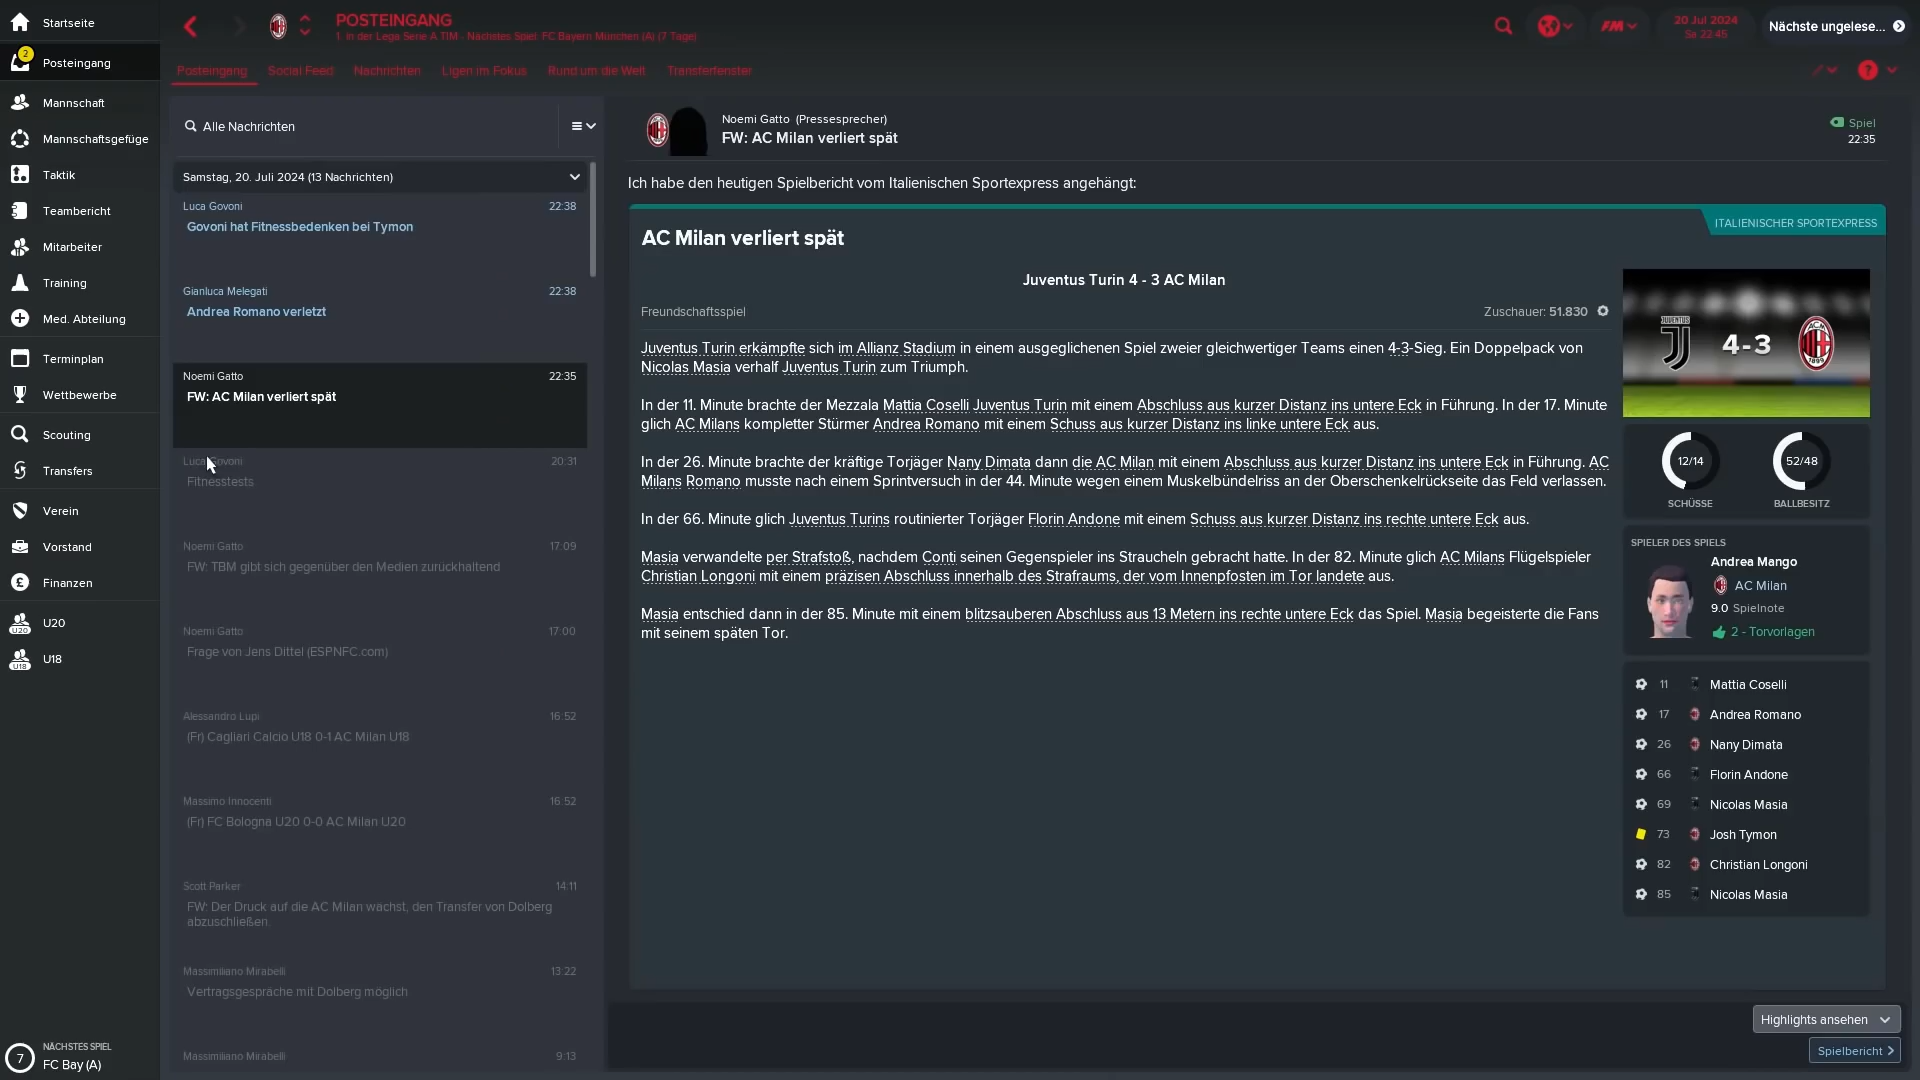 Startseite
2
Posteingang
Mannschaft
Mannschaftsgefüge
Taktik
Teambericht
Mitarbeiter
Training
Med. Abteilung
Terminplan
Wettbewerbe
Scouting
Transfers
Verein
Vorstand
Finanzen
U20
U20
U18
U18
7
NÄCHSTES SPIEL
FC Bay (A)
POSTEINGANG
1. in der Lega Serie A TIM - Nächstes Spiel: FC Bayern München (A) (7 Tage)
FM
20 Jul 2024
Sa 22:45
Nächste ungelese...
Posteingang Social Feed Nachrichten Ligen im Fokus Rund um die Welt Transferfenster
?
Alle Nachrichten
Samstag, 20. Juli 2024 (13 Nachrichten)
Luca Govoni 22:38
Govoni hat Fitnessbedenken bei Tymon
Gianluca Melegati 22:38
Andrea Romano verletzt
Noemi Gatto 22:35
FW: AC Milan verliert spät
Luca Govoni 20:31
Fitnesstests
Noemi Gatto 17:09
FW: TBM gibt sich gegenüber den Medien zurückhaltend
Noemi Gatto 17:00
Frage von Jens Dittel (ESPNFC.com)
Alessandro Lupi 16:52
(Fr) Cagliari Calcio U18 0-1 AC Milan U18
Massimo Innocenti 16:52
(Fr) FC Bologna U20 0-0 AC Milan U20
Scott Parker 14:11
FW: Der Druck auf die AC Milan wächst, den Transfer von Dolberg
abzuschließen.
Massimiliano Mirabelli 13:22
Vertragsgespräche mit Dolberg möglich
Massimiliano Mirabelli 9:13
Noemi Gatto (Pressesprecher)
FW: AC Milan verliert spät
Spiel
22:35
Ich habe den heutigen Spielbericht vom Italienischen Sportexpress angehängt:
ITALIENISCHER SPORTEXPRESS
AC Milan verliert spät
Juventus Turin 4 - 3 AC Milan
Freundschaftsspiel
Zuschauer: 51.830
Juventus Turin erkämpfte sich im Allianz Stadium in einem ausgeglichenen Spiel zweier gleichwertiger Teams einen 4-3-Sieg. Ein Doppelpack von
Nicolas Masia verhalf Juventus Turin zum Triumph.
In der 11. Minute brachte der Mezzala Mattia Coselli Juventus Turin mit einem Abschluss aus kurzer Distanz ins untere Eck in Führung. In der 17. Minute
glich AC Milans kompletter Stürmer Andrea Romano mit einem Schuss aus kurzer Distanz ins linke untere Eck aus.
In der 26. Minute brachte der kräftige Torjäger Nany Dimata dann die AC Milan mit einem Abschluss aus kurzer Distanz ins untere Eck in Führung. AC
Milans Romano musste nach einem Sprintversuch in der 44. Minute wegen einem Muskelbündelriss an der Oberschenkelrückseite das Feld verlassen.
In der 66. Minute glich Juventus Turins routinierter Torjäger Florin Andone mit einem Schuss aus kurzer Distanz ins rechte untere Eck aus.
Masia verwandelte per Strafstoß, nachdem Conti seinen Gegenspieler ins Straucheln gebracht hatte. In der 82. Minute glich AC Milans Flügelspieler
Christian Longoni mit einem präzisen Abschluss innerhalb des Strafraums, der vom Innenpfosten im Tor landete aus.
Masia entschied dann in der 85. Minute mit einem blitzsauberen Abschluss aus 13 Metern ins rechte untere Eck das Spiel. Masia begeisterte die Fans
mit seinem späten Tor.
JUVENTUS
4-3
ACM
1899
12/14
52/48
SCHÜSSE
BALLBESITZ
SPIELER DES SPIELS
Andrea Mango
AC Milan
9.0 Spielnote
2 - Torvorlagen
11 Mattia Coselli
17 Andrea Romano
26 Nany Dimata
66 Florin Andone
69 Nicolas Masia
73 Josh Tymon
82 Christian Longoni
85 Nicolas Masia
Highlights ansehen
Spielbericht